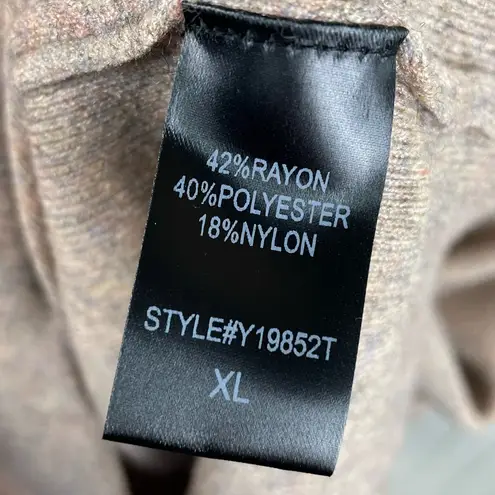 42%RAYON
40%POLYESTER
18%NYLON
STYLE#Y19852T
XL